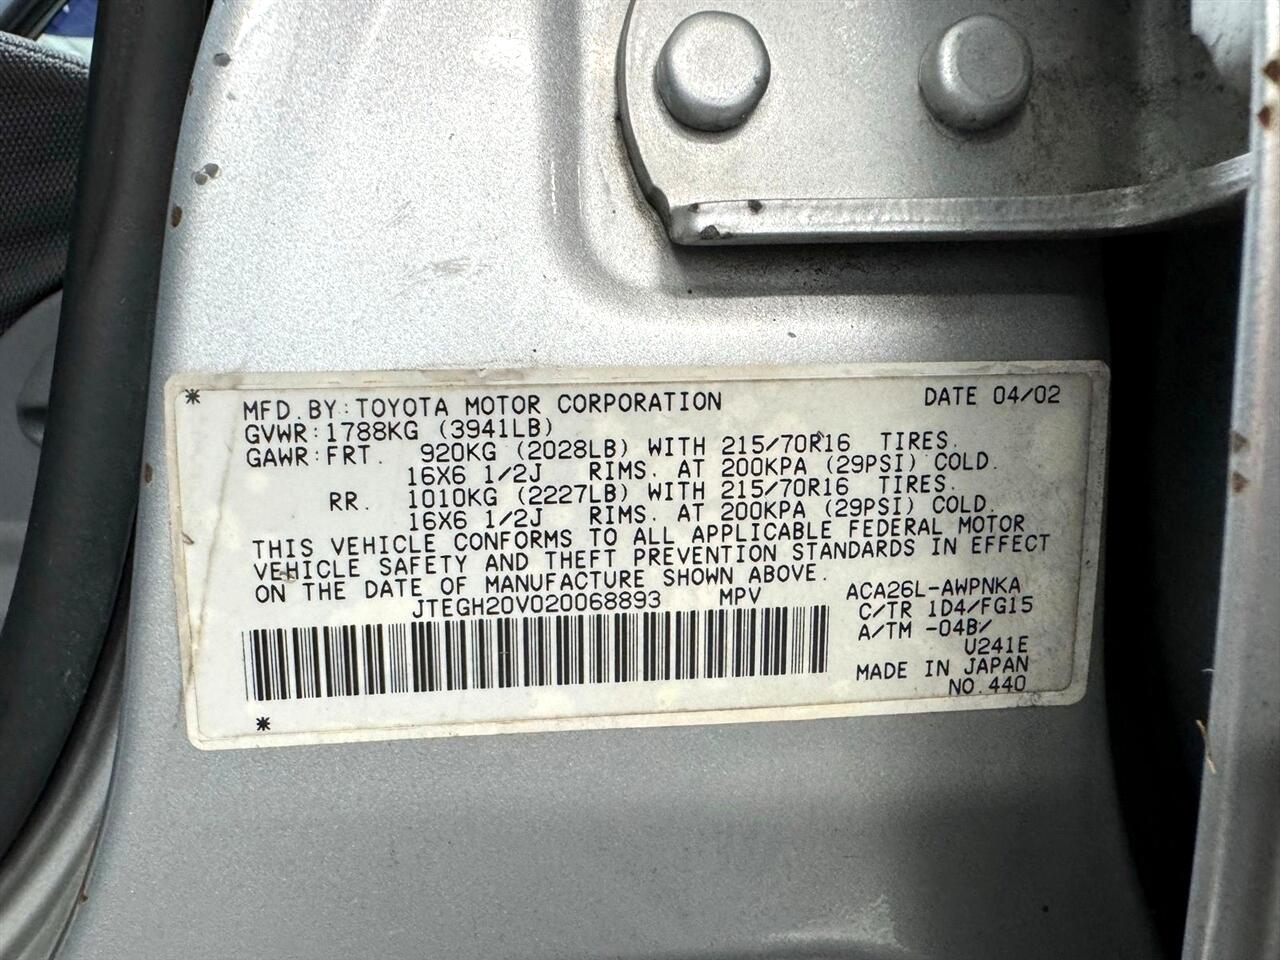 MFD. BY: TOYOTA MOTOR CORPORATION DATE 04/02
GVWR: 1788KG (3941LB)
GAWR: FRT. 920KG (2028LB) WITH 215/70R16 TIRES.
16X6 1/2J RIMS. AT 200KPA (29PSI) COLD.
RR. 1010KG (2227LB) WITH 215/70R16 TIRES.
16X6 1/2J RIMS. AT 200KPA (29PSI) COLD.
THIS VEHICLE CONFORMS TO ALL APPLICABLE FEDERAL MOTOR
VEHICLE SAFETY AND THEFT PREVENTION STANDARDS IN EFFECT
ON THE DATE OF MANUFACTURE SHOWN ABOVE.
JTEGH20V020068893 MPV ACA26L-AWPNKA
C/TR 1D4/FG15
A/TM -04B/
U241E
MADE IN JAPAN
NO.440